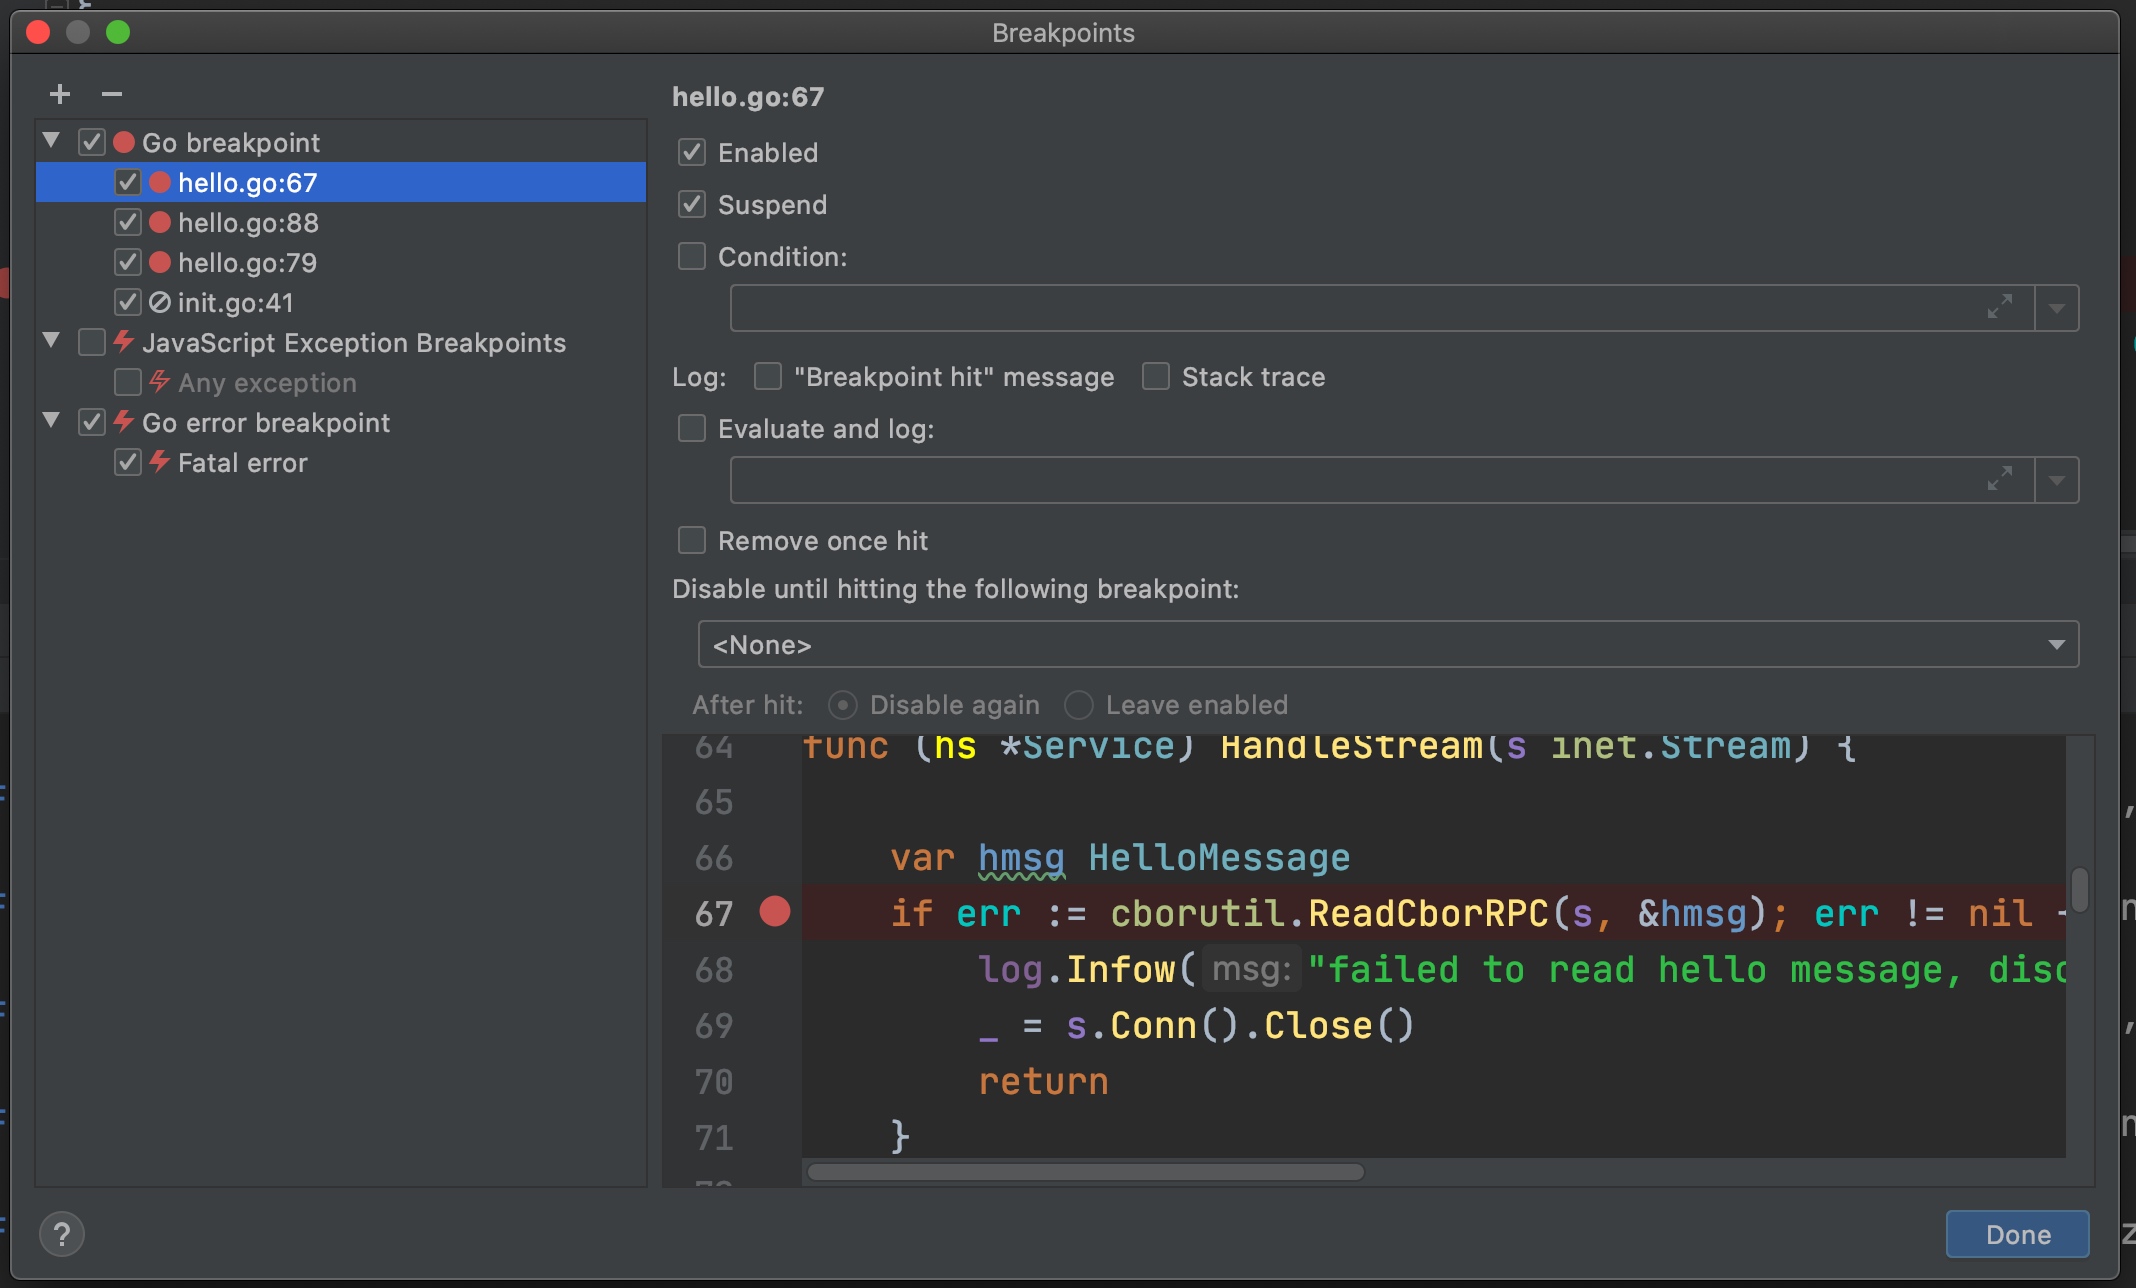 Breakpoints
hello.go:67
Go breakpoint
hello.go:67
hello.go:88
hello.go:79
init.go:41
JavaScript Exception Breakpoints
Any exception
Go error breakpoint
Fatal error
Enabled
Suspend
Condition:
Log: "Breakpoint hit" message Stack trace
Evaluate and log:
Remove once hit
Disable until hitting the following breakpoint:
<None>
After hit: Disable again Leave enabled
64 func (hs *Service) HandleStream(s inet.Stream) {
65
66 var hmsg HelloMessage
67 if err := cborutil.ReadCborRPC(s, &hmsg); err != nil {
68 log.Infow( msg: "failed to read hello message, disc
69 _ = s.Conn().Close()
70 return
71 }
? Done